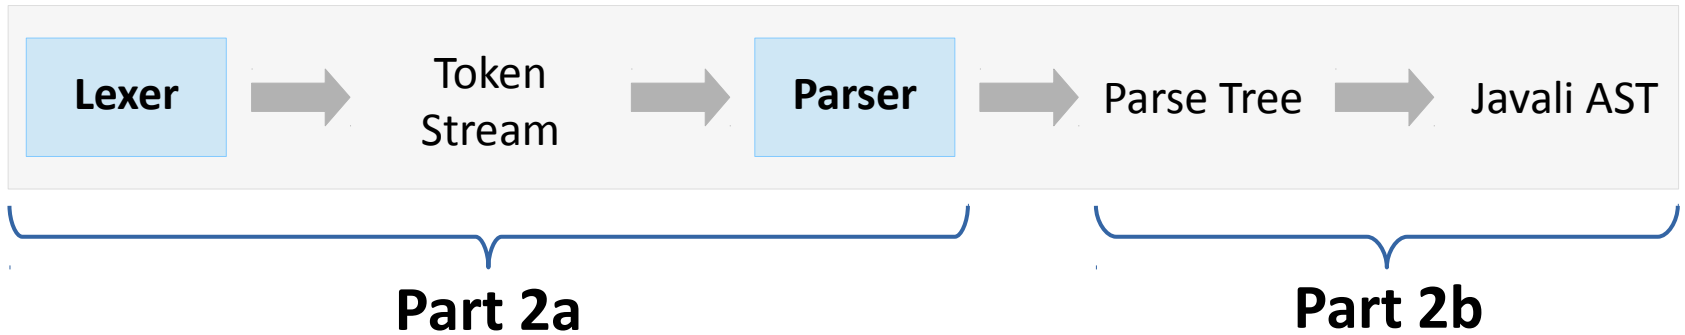 Lexer
Token
Stream
Parser
Parse Tree
Javali AST
Part 2a
Part 2b